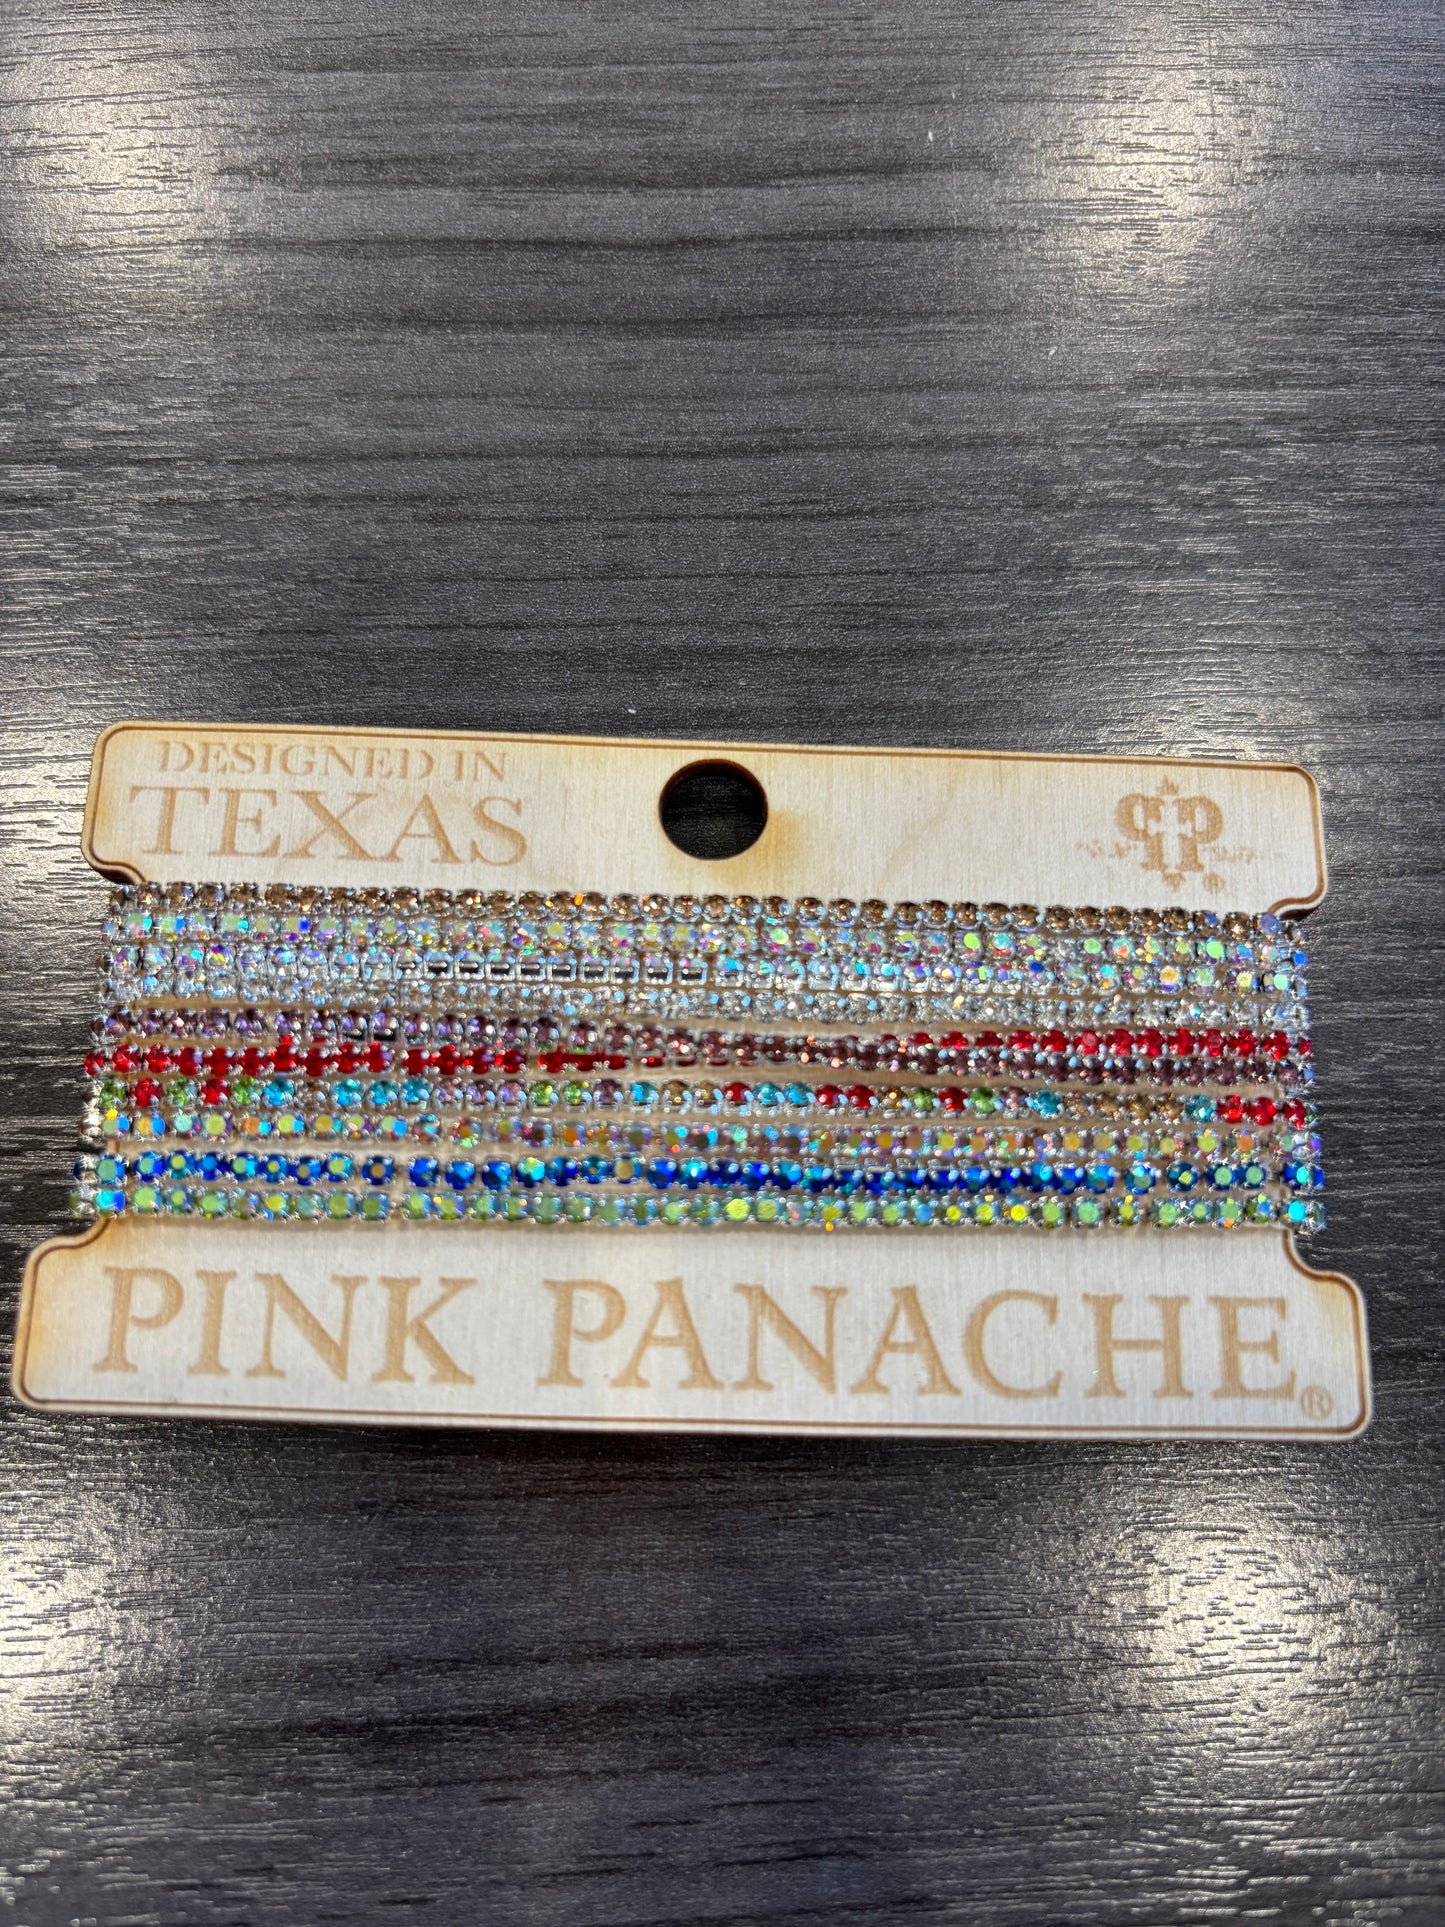 DESIGNED IN
TEXAS
PINK PANACHE®